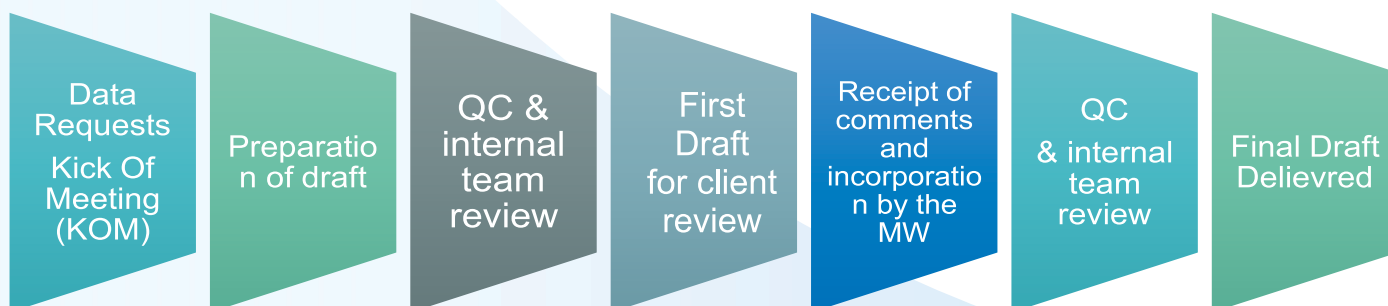 Data
Requests
Kick Of
Meeting
(KOM)
Preparatio
n of draft
QC &
internal
team
review
First
Draft
for client
review
Receipt of
comments
and
incorporatio
n by the
MW
QC
& internal
team
review
Final Draft
Delievred